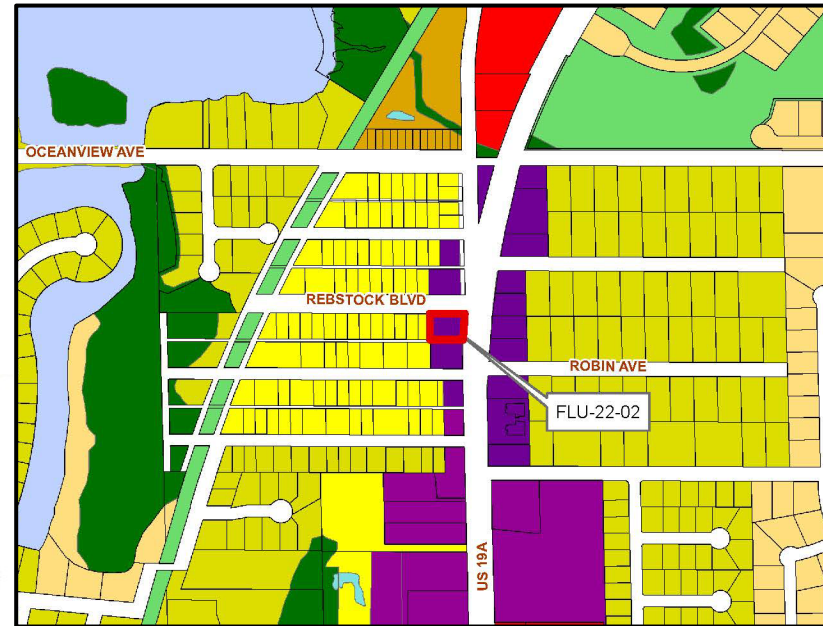 OCEANVIEW AVE
REBSTOCK BLVD
ROBIN AVE
FLU-22-02
US 19A